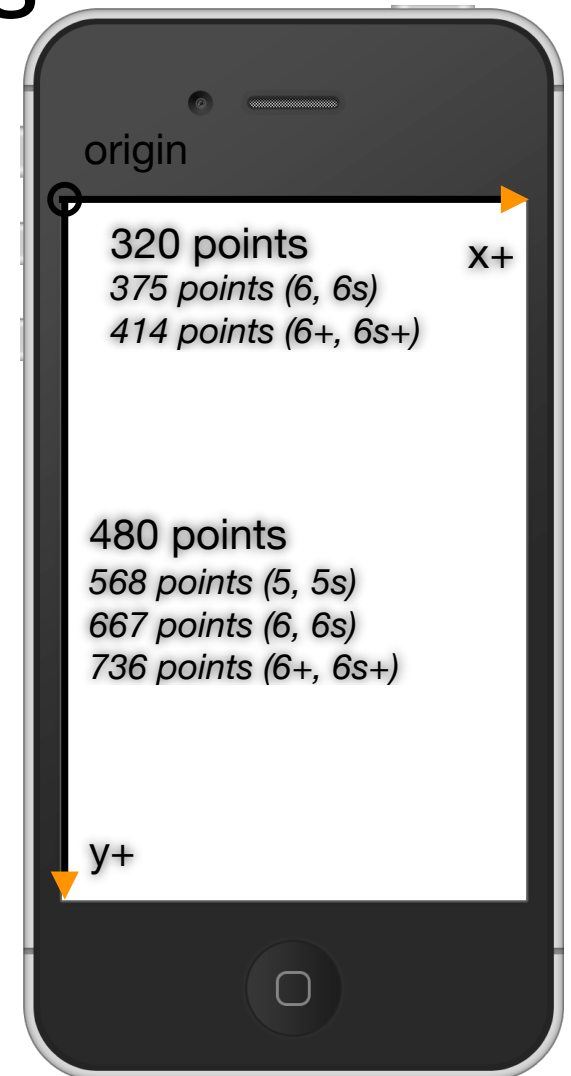 origin
320 points
x+
375 points (6, 6s)
414 points (6+, 6s+)
480 points
568 points (5, 5s)
667 points (6, 6s)
736 points (6+, 6s+)
y+